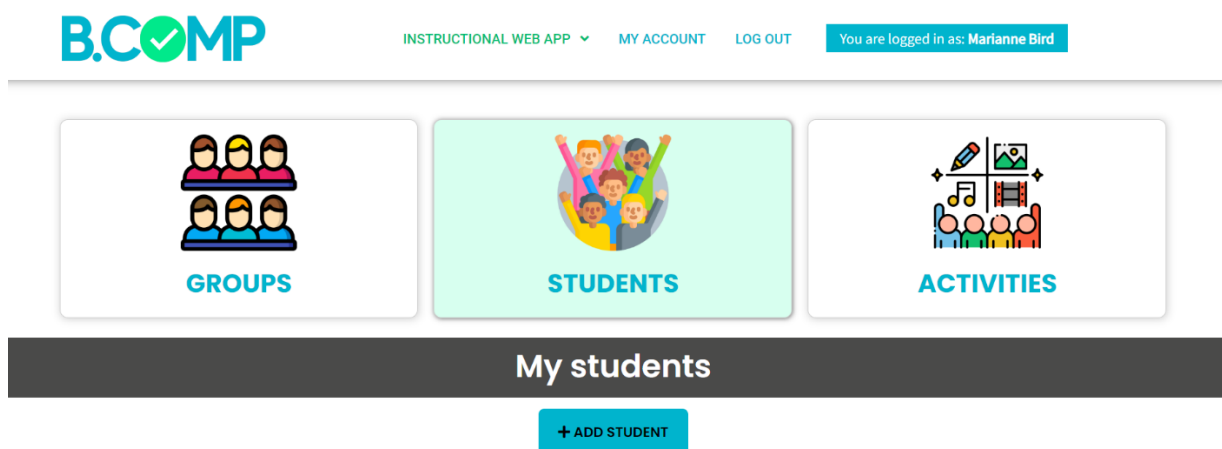 B.COMP
INSTRUCTIONAL WEB APP
MY ACCOUNT
LOG OUT
You are logged in as: Marianne Bird
GROUPS
STUDENTS
ACTIVITIES
My students
+ ADD STUDENT